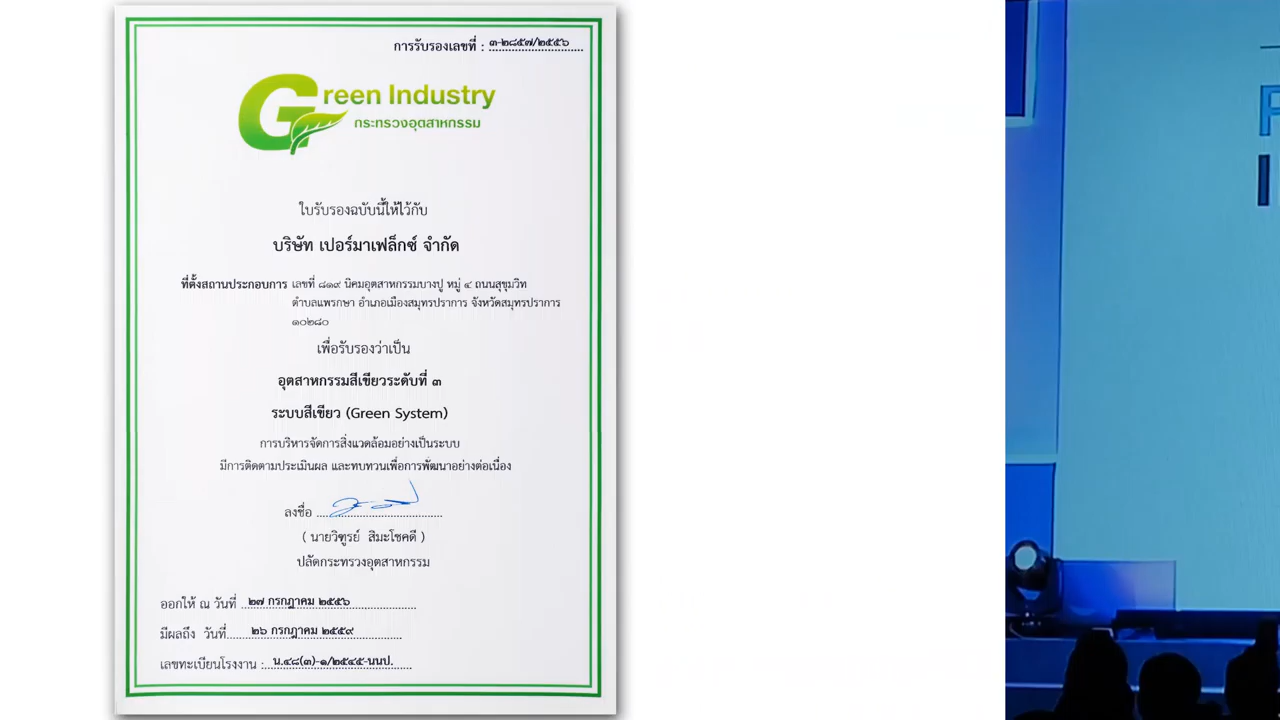 การรับรองเลขที่ : ๓-๒๘๕๗/๒๕๕๖
Green Industry
กระทรวงอุตสาหกรรม
ใบรับรองฉบับนี้ให้ไว้กับ
บริษัท เปอร์มาเฟล็กซ์ จำกัด
ที่ตั้งสถานประกอบการ เลขที่ ๘๑๙ นิคมอุตสาหกรรมบางปู หมู่ ๔ ถนนสุขุมวิท
ตำบลแพรกษา อำเภอเมืองสมุทรปราการ จังหวัดสมุทรปราการ
๑๐๒๘๐
เพื่อรับรองว่าเป็น
อุตสาหกรรมสีเขียวระดับที่ ๓
ระบบสีเขียว (Green System)
การบริหารจัดการสิ่งแวดล้อมอย่างเป็นระบบ
มีการติดตามประเมินผล และทบทวนเพื่อการพัฒนาอย่างต่อเนื่อง
ลงชื่อ
( นายวิฑูรย์ สิมะโชคดี )
ปลัดกระทรวงอุตสาหกรรม
ออกให้ ณ วันที่ ๒๗ กรกฎาคม ๒๕๕๖
มีผลถึง วันที่ ๒๖ กรกฎาคม ๒๕๕๙
เลขทะเบียนโรงงาน : น.๔๘(๓)-๑/๒๕๔๕-นนป.